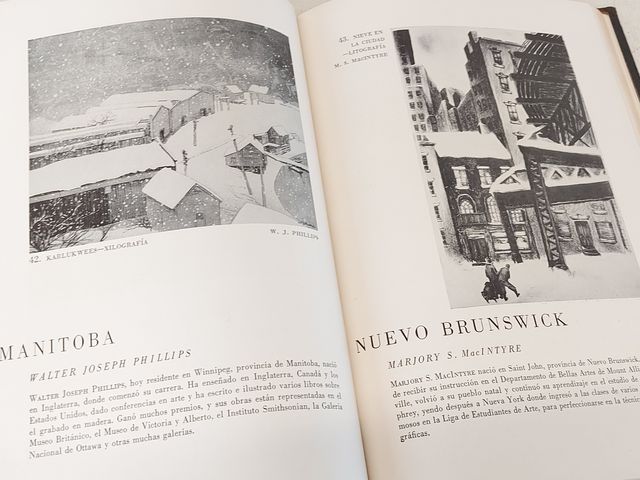 42. KARLUKWEES—XILOGRAFÍA
W. J. PHILLIPS
MANITOBA
WALTER JOSEPH PHILLIPS
WALTER JOSEPH PHILLIPS, hoy residente en Winnipeg, provincia de Manitoba, nació
en Inglaterra, donde comenzó su carrera. Ha enseñado en Inglaterra, Canadá y los
Estados Unidos, dado conferencias en arte y ha escrito e ilustrado varios libros sobre
el grabado en madera. Ganó muchos premios, y sus obras están representadas en el
Museo Británico, el Museo de Victoria y Alberto, el Instituto Smithsonian, la Galería
Nacional de Ottawa y otras muchas galerías.
43. NIEVE EN
LA CIUDAD
—LITOGRAFÍA
M. S. MACINTYRE
NUEVO BRUNSWICK
MARJORY S. MacINTYRE
MARJORY S. MACINTYRE nació en Saint John, provincia de Nuevo Brunswick.
de recibir su instrucción en el Departamento de Bellas Artes de Mount Alli
ville, volvió a su pueblo natal y continuó su aprendizaje en el estudio de
phrey, yendo después a Nueva York donde ingresó a las clases de varios
mosos en la Liga de Estudiantes de Arte, para perfeccionarse en la técnic
gráficas.